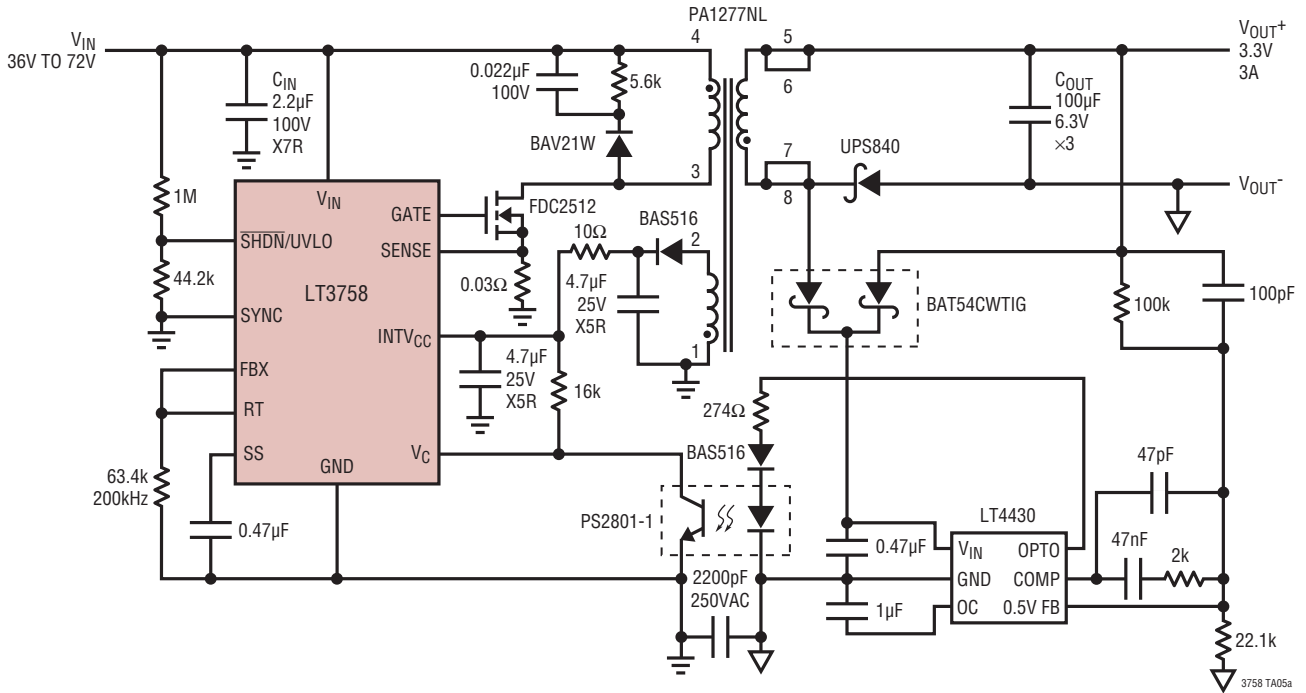 PA1277NL
V_IN
36V TO 72V
C_IN
2.2µF
100V
X7R
0.022µF
100V
5.6k
BAV21W
4
3
5
6
7
8
UPS840
C_OUT
100µF
6.3V
×3
V_OUT+
3.3V
3A
V_OUT-
1M
44.2k
V_IN
SHDN/UVLO
SYNC
FBX
RT
SS
GND
LT3758
GATE
SENSE
INTV_CC
V_C
FDC2512
0.03Ω
10Ω
BAS516
2
1
4.7µF
25V
X5R
4.7µF
25V
X5R
16k
BAT54CWTIG
100k
100pF
274Ω
BAS516
63.4k
200kHz
0.47µF
PS2801-1
2200pF
250VAC
0.47µF
1µF
LT4430
V_IN
OPTO
GND
COMP
OC
0.5V FB
47pF
47nF
2k
22.1k
3758 TA05a